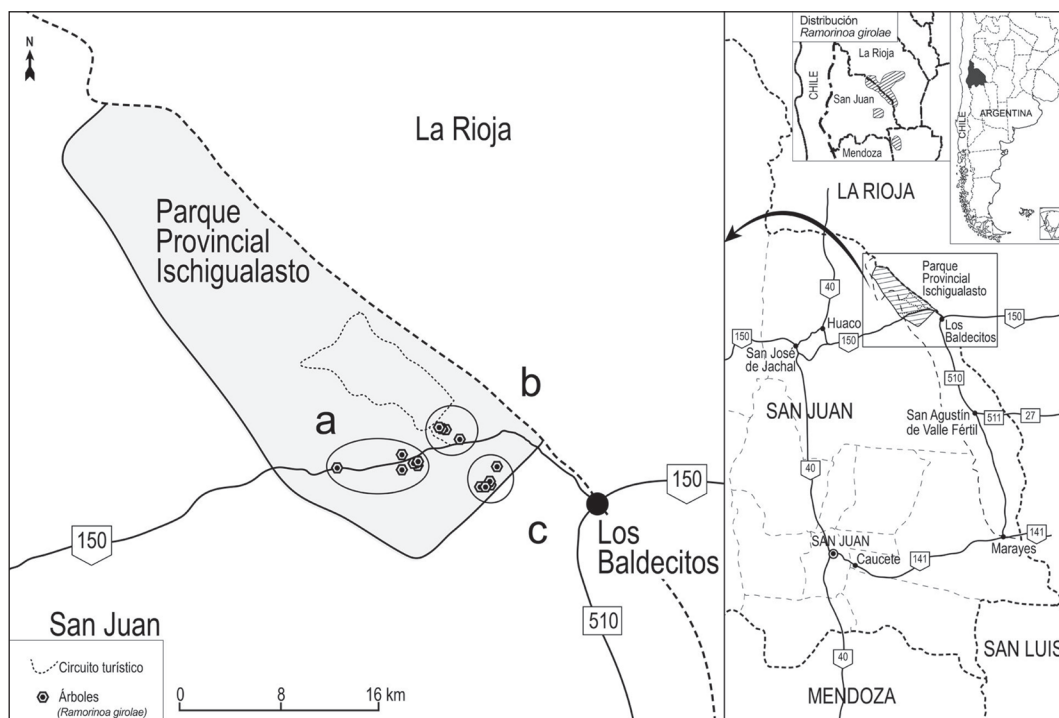 N
La Rioja
Parque
Provincial
Ischigualasto
b
a
c
150
150
Los
Baldecitos
510
San Juan
Circuito turístico
Árboles
(Ramorinoa girolae)
0 8 16 km
Distribución
Ramorinoa girolae
La Rioja
CHILE
San Juan
Mendoza
CHILE
ARGENTINA
LA RIOJA
40
Parque
Provincial
Ischigualasto
Huaco
150
150
150
Los
Baldecitos
San José
de Jachal
510
SAN JUAN
San Agustín
de Valle Fértil
511
27
40
SAN JUAN
Caucete
141
141
Marayes
SAN LUIS
40
MENDOZA